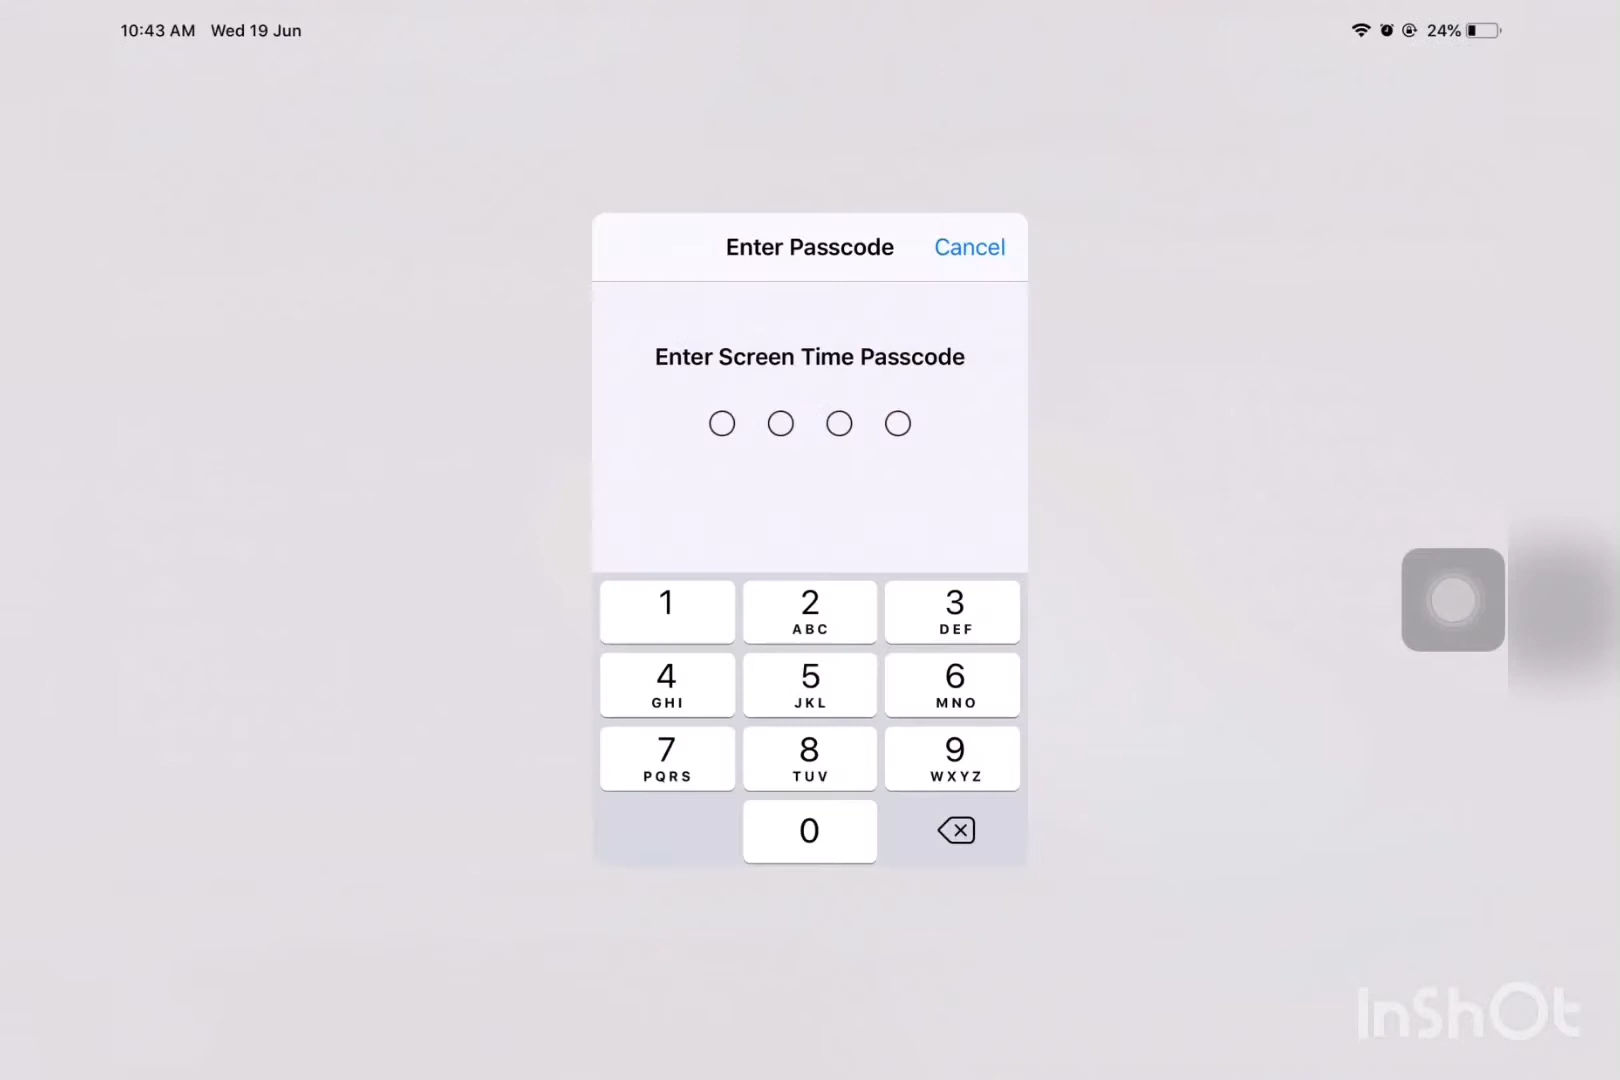 10:43 AM Wed 19 Jun
24%
Enter Passcode Cancel
Enter Screen Time Passcode
1 2 3
ABC DEF
4 5 6
GHI JKL MNO
7 8 9
PQRS TUV WXYZ
0
InShOt